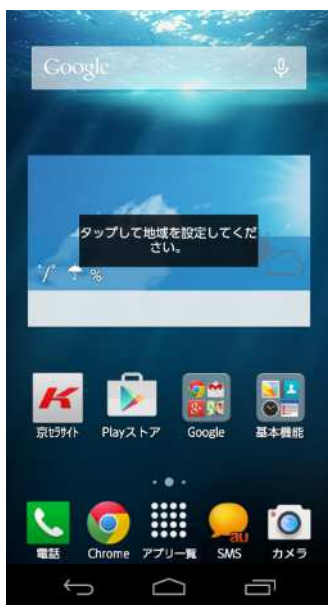 Google
タップして地域を設定してくだ
さい。
°/° %
京セラサイト Playストア Google 基本機能
au
電話 Chrome アプリ一覧 SMS カメラ